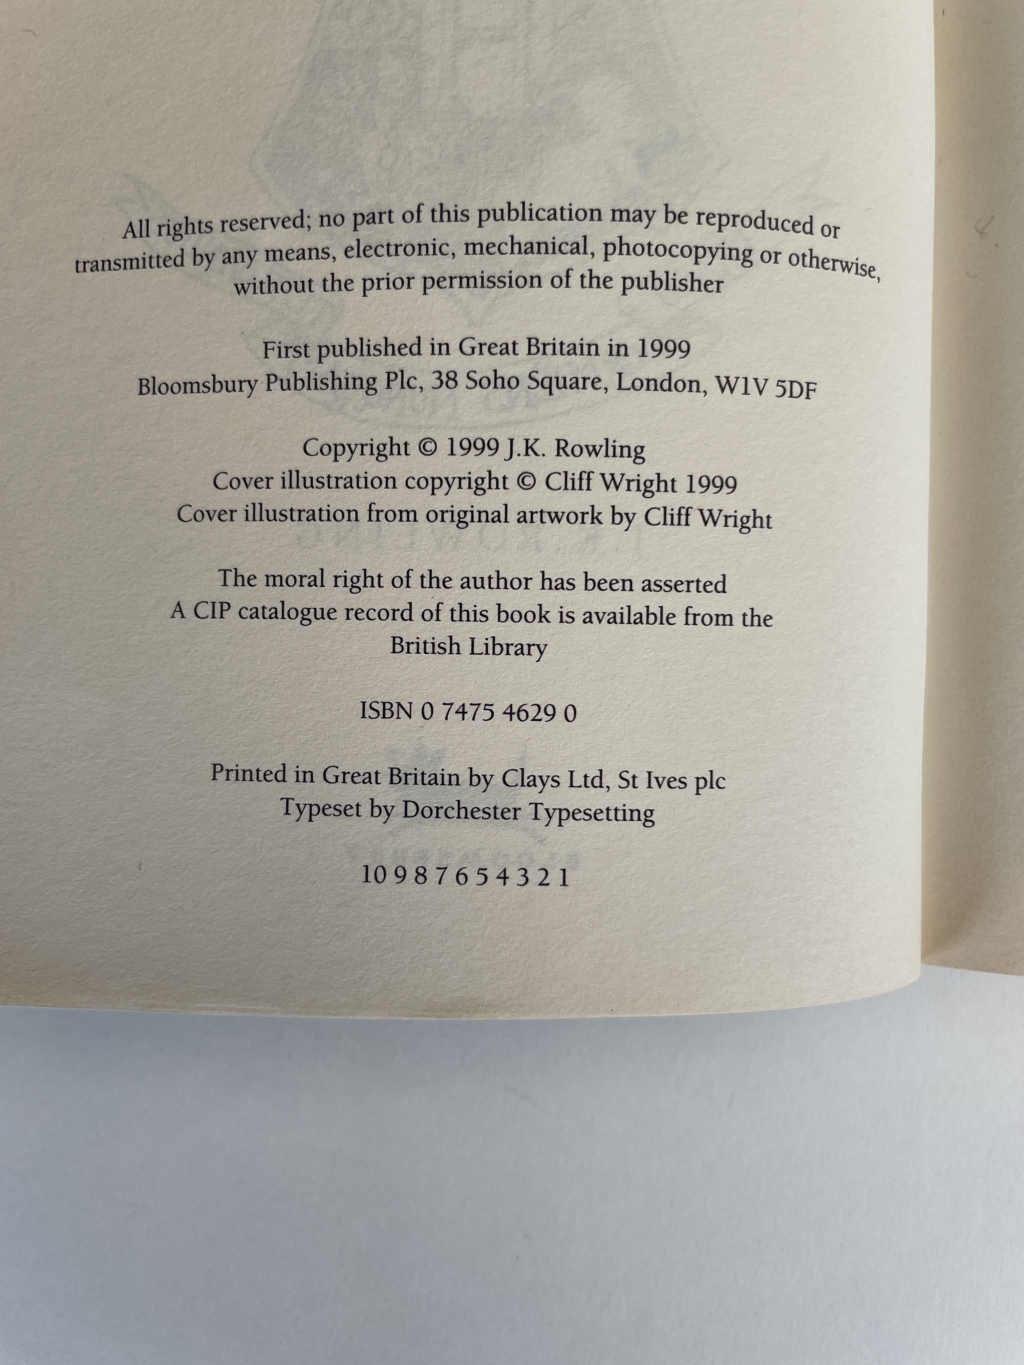 All rights reserved; no part of this publication may be reproduced or
transmitted by any means, electronic, mechanical, photocopying or otherwise,
without the prior permission of the publisher
First published in Great Britain in 1999
Bloomsbury Publishing Plc, 38 Soho Square, London, W1V 5DF
Copyright © 1999 J.K. Rowling
Cover illustration copyright © Cliff Wright 1999
Cover illustration from original artwork by Cliff Wright
The moral right of the author has been asserted
A CIP catalogue record of this book is available from the
British Library
ISBN 0 7475 4629 0
Printed in Great Britain by Clays Ltd, St Ives plc
Typeset by Dorchester Typesetting
10 9 8 7 6 5 4 3 2 1